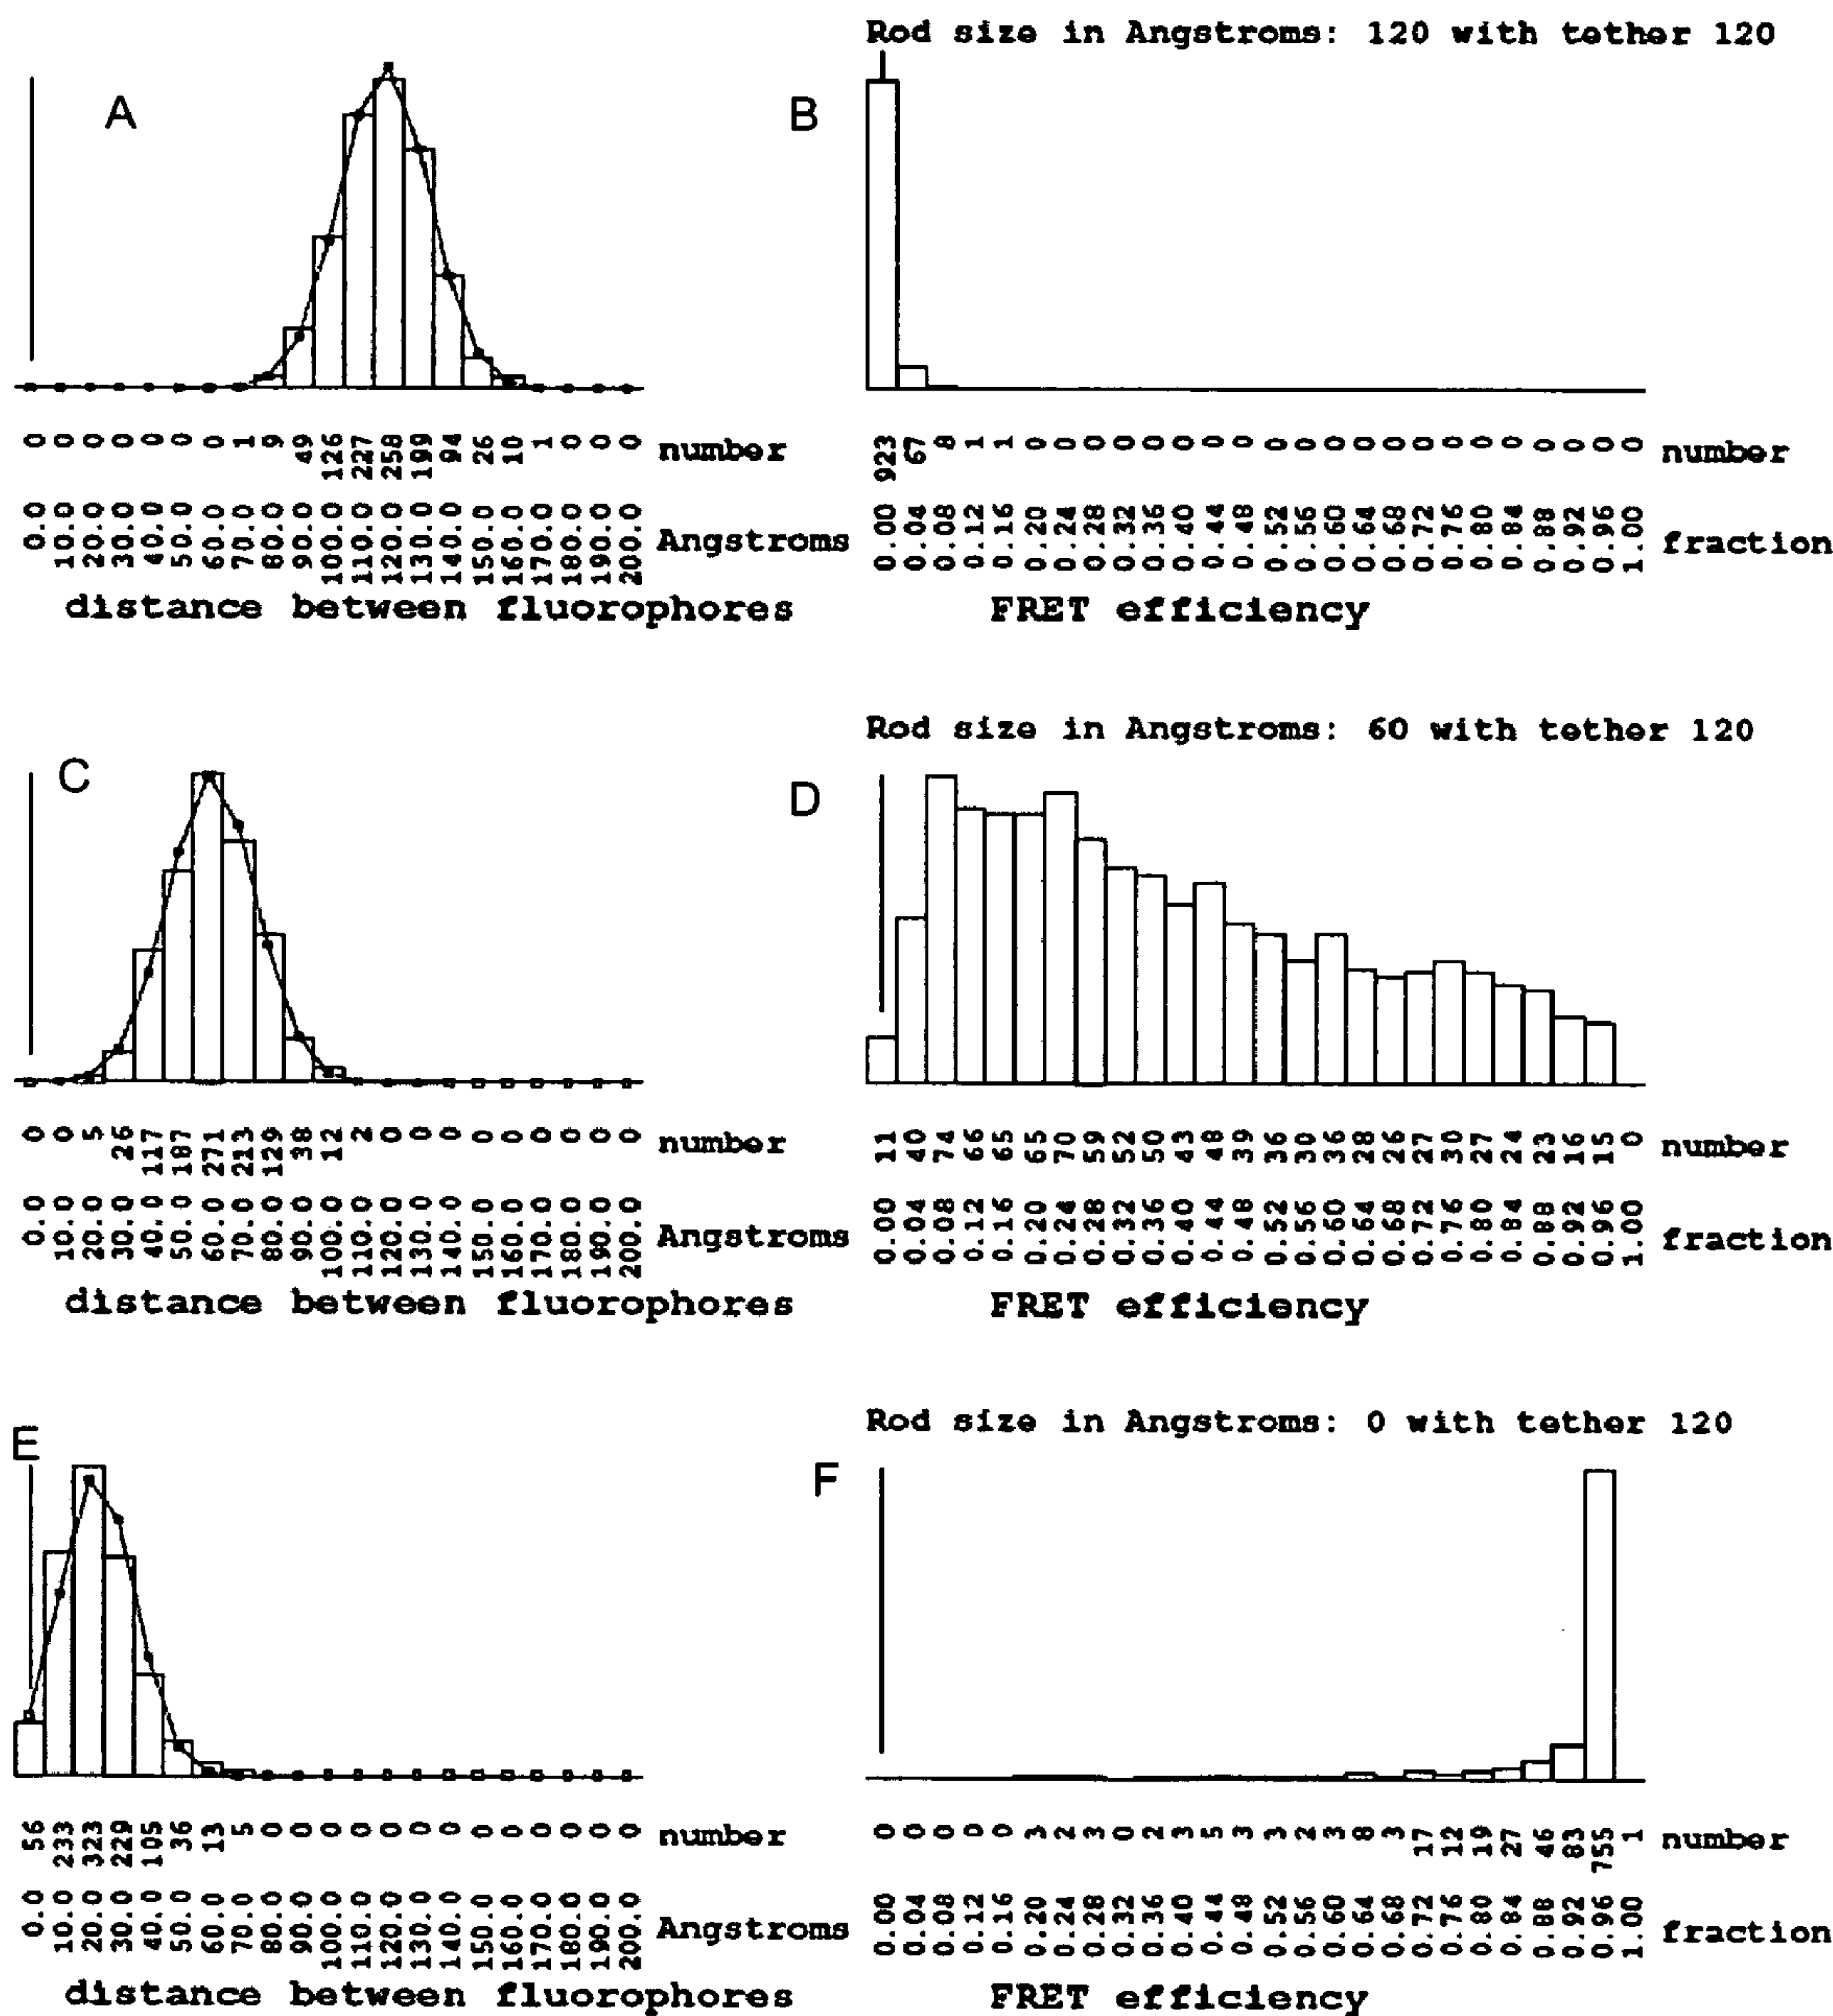 Rod size in Angstroms: 120 with tether 120
A
B
0 0 0 0 0 0 0 1 9 49 126 227 258 199 94 26 10 1 0 0 0 number
0.0 10.0 20.0 30.0 40.0 50.0 60.0 70.0 80.0 90.0 100.0 110.0 120.0 130.0 140.0 150.0 160.0 170.0 180.0 190.0 200.0 Angstroms
distance between fluorophores
923 67 8 1 1 0 0 0 0 0 0 0 0 0 0 0 0 0 0 0 0 0 0 0 0 0 number
0.00 0.04 0.08 0.12 0.16 0.20 0.24 0.28 0.32 0.36 0.40 0.44 0.48 0.52 0.56 0.60 0.64 0.68 0.72 0.76 0.80 0.84 0.88 0.92 0.96 1.00 fraction
FRET efficiency
Rod size in Angstroms: 60 with tether 120
C
D
0 0 5 26 117 187 271 213 129 38 12 2 0 0 0 0 0 0 0 0 0 number
0.0 10.0 20.0 30.0 40.0 50.0 60.0 70.0 80.0 90.0 100.0 110.0 120.0 130.0 140.0 150.0 160.0 170.0 180.0 190.0 200.0 Angstroms
distance between fluorophores
11 40 74 66 65 65 70 59 52 50 43 48 39 36 30 36 28 26 27 30 27 24 23 16 15 0 number
0.00 0.04 0.08 0.12 0.16 0.20 0.24 0.28 0.32 0.36 0.40 0.44 0.48 0.52 0.56 0.60 0.64 0.68 0.72 0.76 0.80 0.84 0.88 0.92 0.96 1.00 fraction
FRET efficiency
Rod size in Angstroms: 0 with tether 120
E
F
56 233 323 229 105 36 13 5 0 0 0 0 0 0 0 0 0 0 0 0 0 number
0.0 10.0 20.0 30.0 40.0 50.0 60.0 70.0 80.0 90.0 100.0 110.0 120.0 130.0 140.0 150.0 160.0 170.0 180.0 190.0 200.0 Angstroms
distance between fluorophores
0 0 0 0 0 3 2 3 0 2 3 5 3 3 2 3 8 3 17 12 19 27 46 83 755 1 number
0.00 0.04 0.08 0.12 0.16 0.20 0.24 0.28 0.32 0.36 0.40 0.44 0.48 0.52 0.56 0.60 0.64 0.68 0.72 0.76 0.80 0.84 0.88 0.92 0.96 1.00 fraction
FRET efficiency